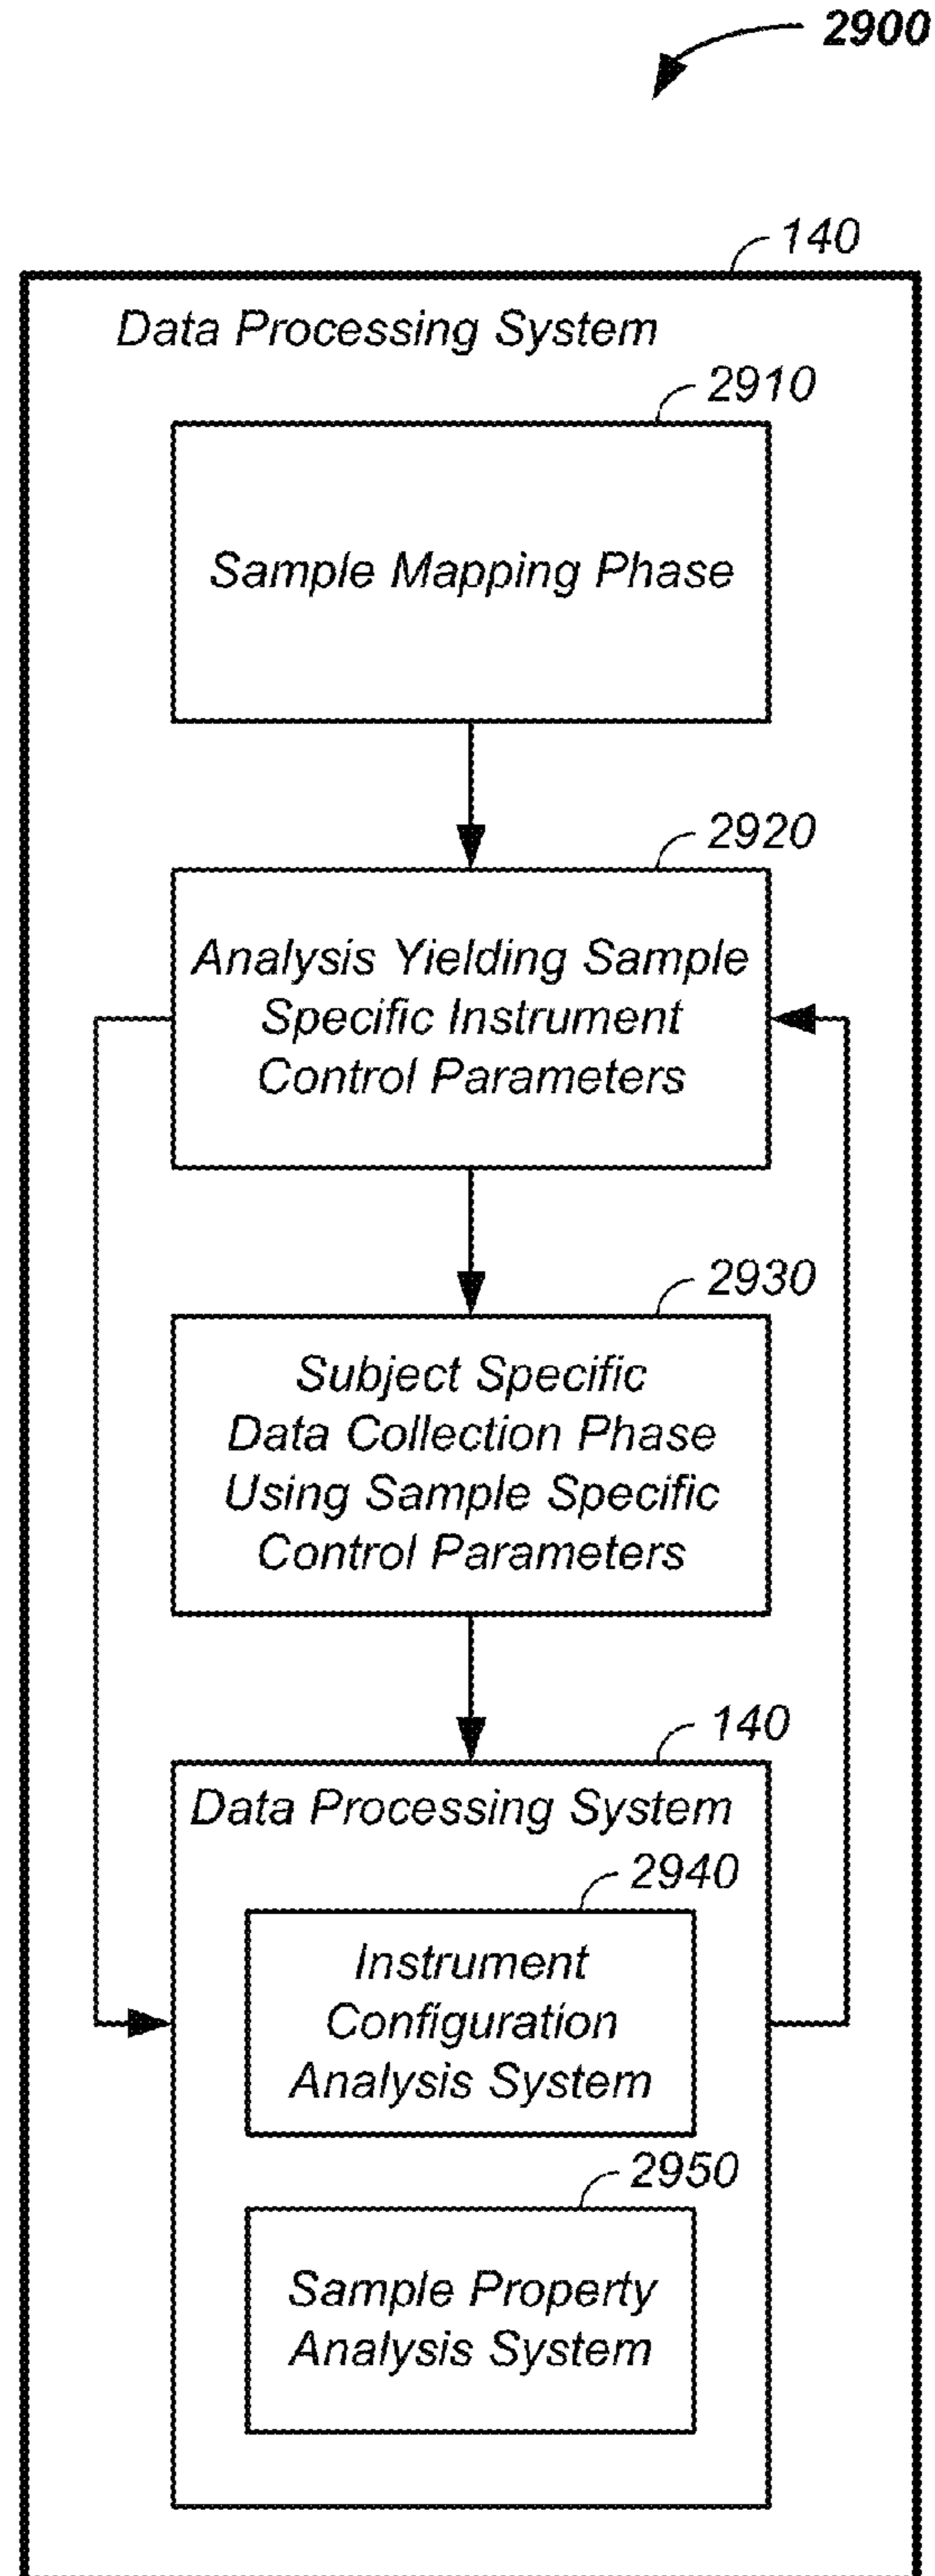 2900
140
Data Processing System
2910
Sample Mapping Phase
2920
Analysis Yielding Sample
Specific Instrument
Control Parameters
2930
Subject Specific
Data Collection Phase
Using Sample Specific
Control Parameters
140
Data Processing System
2940
Instrument
Configuration
Analysis System
2950
Sample Property
Analysis System